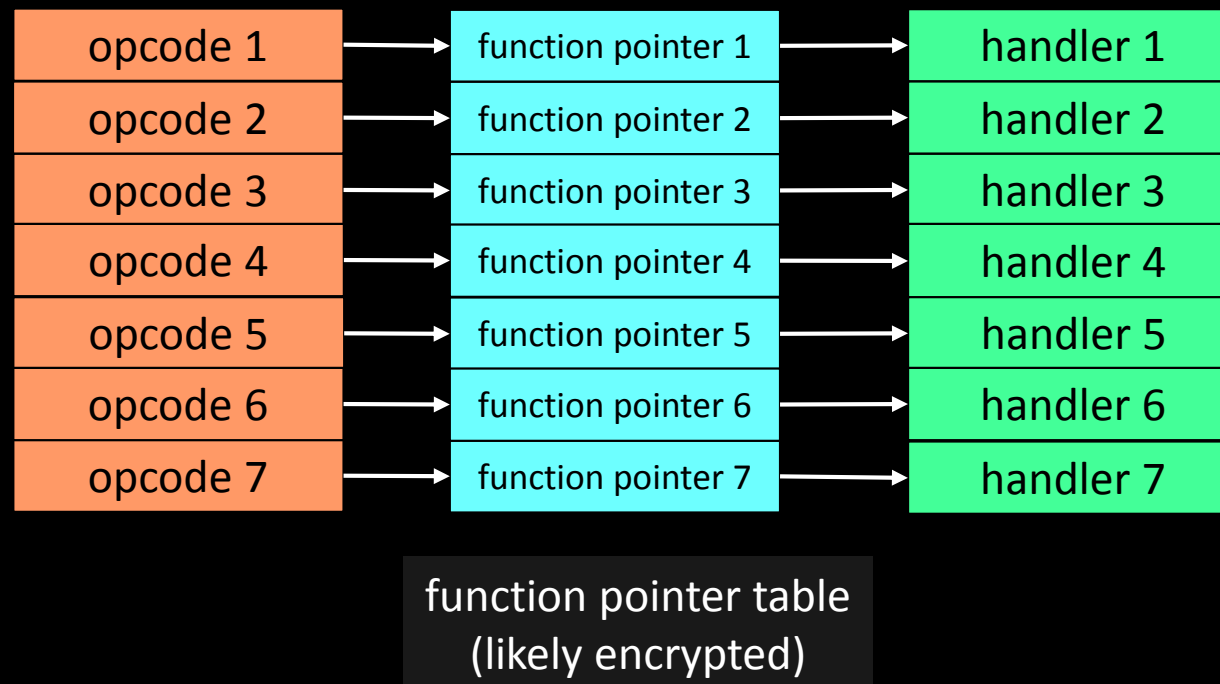 opcode 1
function pointer 1
handler 1
opcode 2
function pointer 2
handler 2
opcode 3
function pointer 3
handler 3
opcode 4
function pointer 4
handler 4
opcode 5
function pointer 5
handler 5
opcode 6
function pointer 6
handler 6
opcode 7
function pointer 7
handler 7
function pointer table
(likely encrypted)